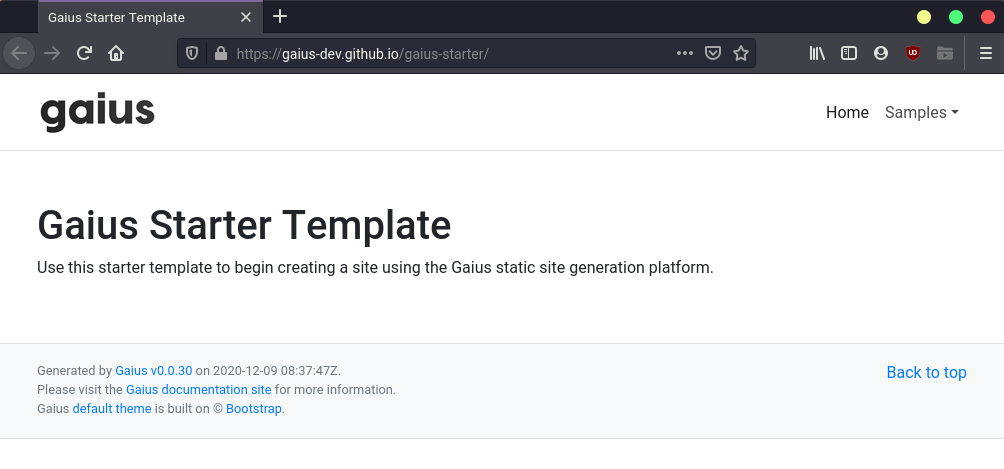 Gaius Starter Template
https://gaius-dev.github.io/gaius-starter/
gaius
Home Samples
Gaius Starter Template
Use this starter template to begin creating a site using the Gaius static site generation platform.
Generated by Gaius v0.0.30 on 2020-12-09 08:37:47Z.
Back to top
Please visit the Gaius documentation site for more information.
Gaius default theme is built on © Bootstrap.